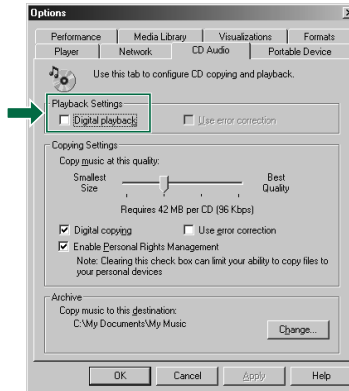 Options
Performance Media Library Visualizations Formats
Player Network CD Audio Portable Device
Use this tab to configure CD copying and playback.
Playback Settings
Digital playback Use error correction
Copying Settings
Copy music at this quality:
Smallest Size Best Quality
Requires 42 MB per CD (96 Kbps)
Digital copying Use error correction
Enable Personal Rights Management
Note: Clearing this check box can limit your ability to copy files to
your personal devices
Archive
Copy music to this destination:
C:\My Documents\My Music
Change...
OK Cancel Apply Help